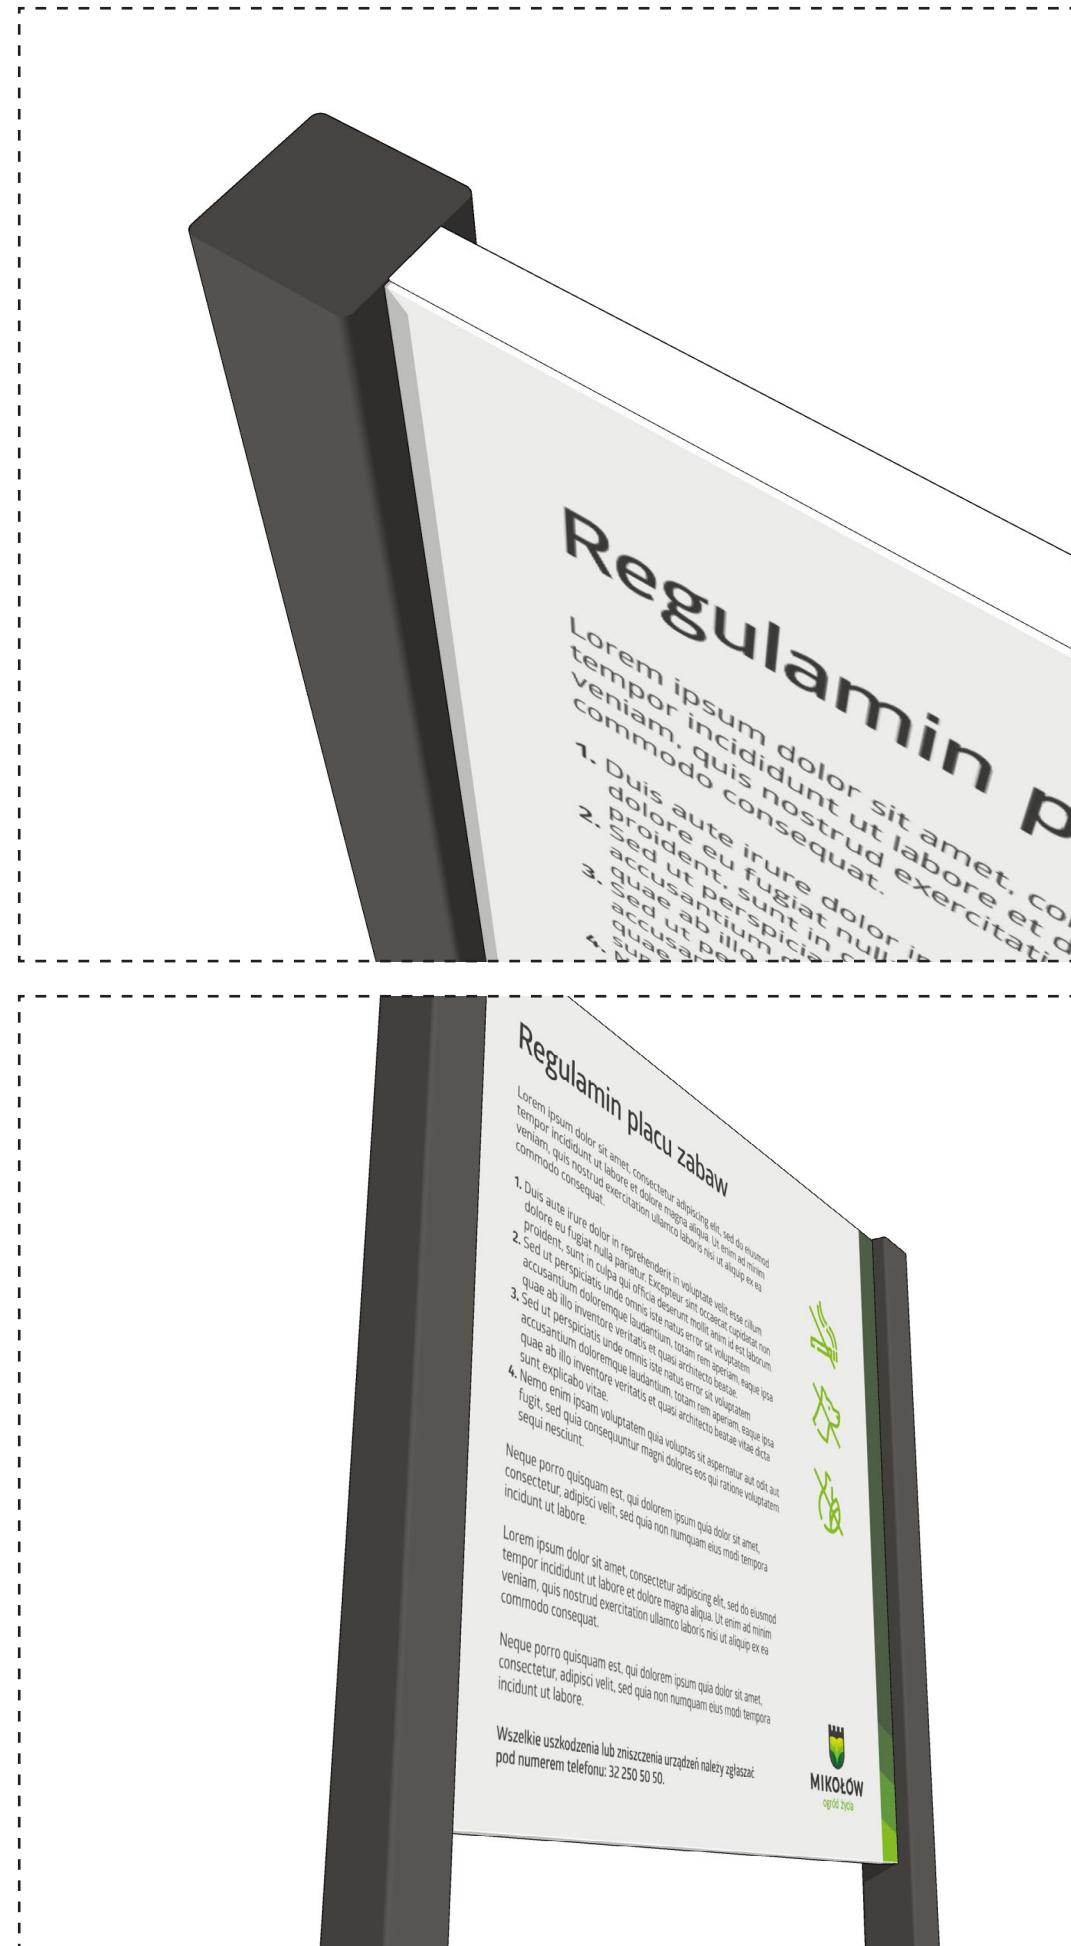 Regulamin p
Lorem ipsum dolor sit amet, co
tempor incididunt ut labore et d
veniam, quis nostrud exercitati
commodo consequat.
1. Duis aute irure dolor in
dolore eu fugiat null
proident, sunt in
2. Sed ut perspicia
accusantium
quae ab illo
3. Sed ut pe
accusa
quae
4.
Regulamin placu zabaw
Lorem ipsum dolor sit amet, consectetur adipiscing elit, sed do eiusmod
tempor incididunt ut labore et dolore magna aliqua. Ut enim ad minim
veniam, quis nostrud exercitation ullamco laboris nisi ut aliquip ex ea
commodo consequat.
1. Duis aute irure dolor in reprehenderit in voluptate velit esse cillum
dolore eu fugiat nulla pariatur. Excepteur sint occaecat cupidatat non
proident, sunt in culpa qui officia deserunt mollit anim id est laborum.
2. Sed ut perspiciatis unde omnis iste natus error sit voluptatem
accusantium doloremque laudantium, totam rem aperiam, eaque ipsa
quae ab illo inventore veritatis et quasi architecto beatae.
3. Sed ut perspiciatis unde omnis iste natus error sit voluptatem
accusantium doloremque laudantium, totam rem aperiam, eaque ipsa
quae ab illo inventore veritatis et quasi architecto beatae vitae dicta
sunt explicabo vitae.
4. Nemo enim ipsam voluptatem quia voluptas sit aspernatur aut odit aut
fugit, sed quia consequuntur magni dolores eos qui ratione voluptatem
sequi nesciunt.
Neque porro quisquam est, qui dolorem ipsum quia dolor sit amet,
consectetur, adipisci velit, sed quia non numquam eius modi tempora
incidunt ut labore.
Lorem ipsum dolor sit amet, consectetur adipiscing elit, sed do eiusmod
tempor incididunt ut labore et dolore magna aliqua. Ut enim ad minim
veniam, quis nostrud exercitation ullamco laboris nisi ut aliquip ex ea
commodo consequat.
Neque porro quisquam est, qui dolorem ipsum quia dolor sit amet,
consectetur, adipisci velit, sed quia non numquam eius modi tempora
incidunt ut labore.
Wszelkie uszkodzenia lub zniszczenia urządzeń należy zgłaszać
pod numerem telefonu: 32 250 50 50.
MIKOŁÓW
ogród życia